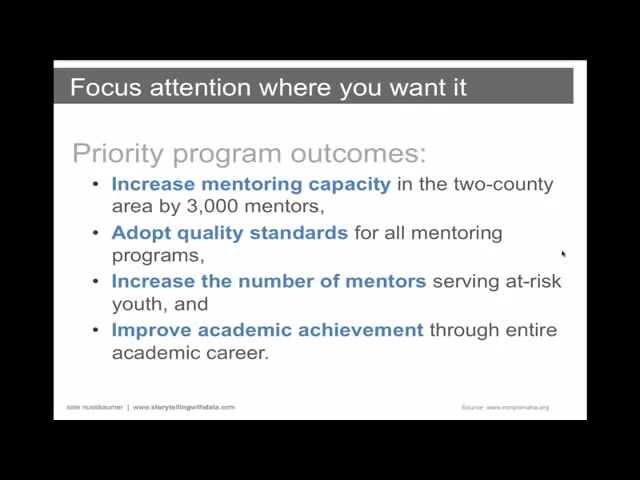 Focus attention where you want it
Priority program outcomes:
• Increase mentoring capacity in the two-county
area by 3,000 mentors,
• Adopt quality standards for all mentoring
programs,
• Increase the number of mentors serving at-risk
youth, and
• Improve academic achievement through entire
academic career.
cole nussbaumer | www.storytellingwithdata.com
Source: www.mmpomaha.org